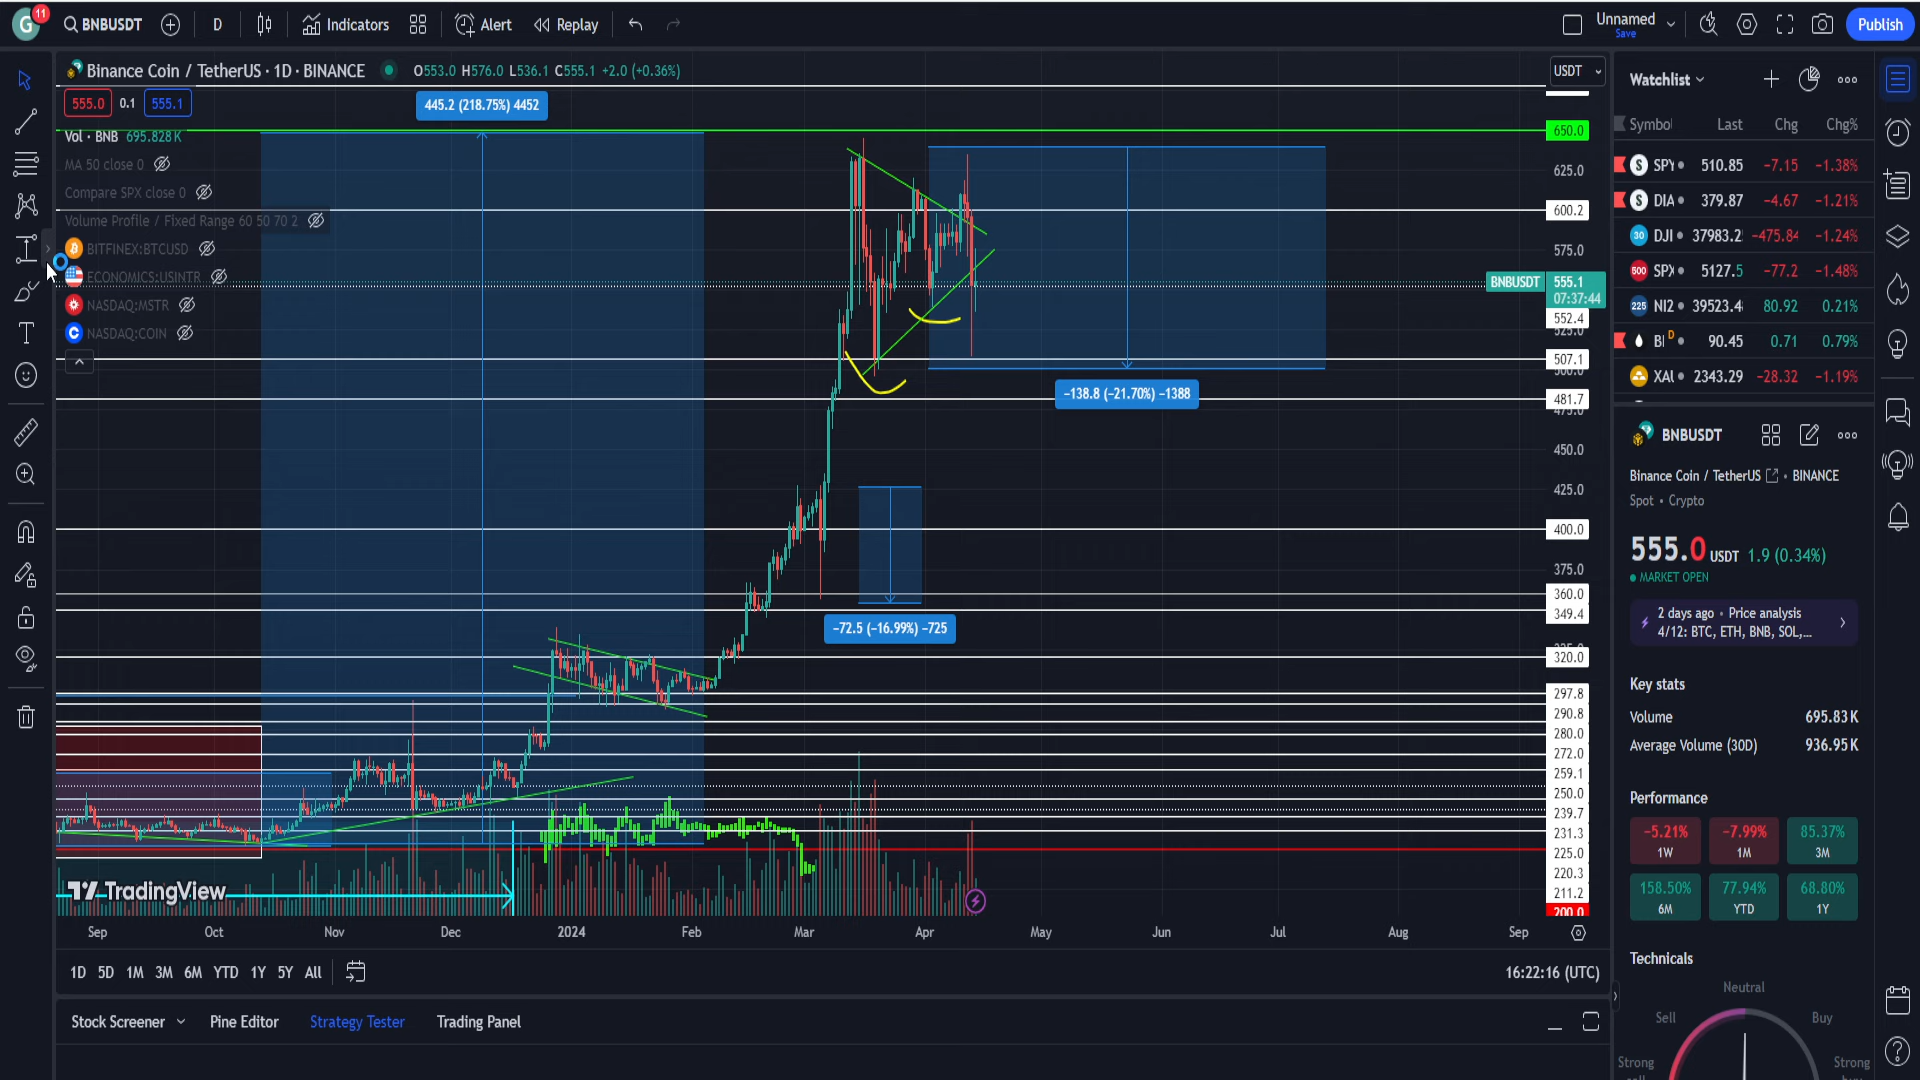 G
11
BNBUSDT
D
Indicators
Alert
Replay
Unnamed
Save
Publish
Binance Coin / TetherUS · 1D · BINANCE
O553.0 H576.0 L536.1 C555.1 +2.0 (+0.36%)
USDT
555.0 0.1 555.1
Vol · BNB 695.828K
MA 50 close 0
Compare SPX close 0
Volume Profile / Fixed Range 60 50 70 2
BITFINEX:BTCUSD
ECONOMICS:USINTR
NASDAQ:MSTR
NASDAQ:COIN
445.2 (218.75%) 4452
−138.8 (−21.70%) −1388
−72.5 (−16.99%) −725
650.0
625.0
600.2
575.0
BNBUSDT 555.1
07:37:44
552.4
525.0
507.1
500.0
481.7
475.0
450.0
425.0
400.0
375.0
360.0
349.4
320.0
297.8
290.8
280.0
272.0
259.1
250.0
239.7
231.3
225.0
220.3
211.2
200.0
TradingView
Sep Oct Nov Dec 2024 Feb Mar Apr May Jun Jul Aug Sep
1D 5D 1M 3M 6M YTD 1Y 5Y All
16:22:16 (UTC)
Stock Screener Pine Editor Strategy Tester Trading Panel
Watchlist
Symbol Last Chg Chg%
SPY 510.85 −7.15 −1.38%
DIA 379.87 −4.67 −1.21%
30 DJI 37983.2 −475.84 −1.24%
500 SPX 5127.5 −77.2 −1.48%
225 NI2 39523.4 80.92 0.21%
D 90.45 0.71 0.79%
XAU 2343.29 −28.32 −1.19%
BNBUSDT
Binance Coin / TetherUS • BINANCE
Spot • Crypto
555.0 USDT 1.9 (0.34%)
MARKET OPEN
2 days ago • Price analysis
4/12: BTC, ETH, BNB, SOL,...
Key stats
Volume 695.83K
Average Volume (30D) 936.95K
Performance
−5.21% −7.99% 85.37%
1W 1M 3M
158.50% 77.94% 68.80%
6M YTD 1Y
Technicals
Neutral
Sell Buy
Strong Strong